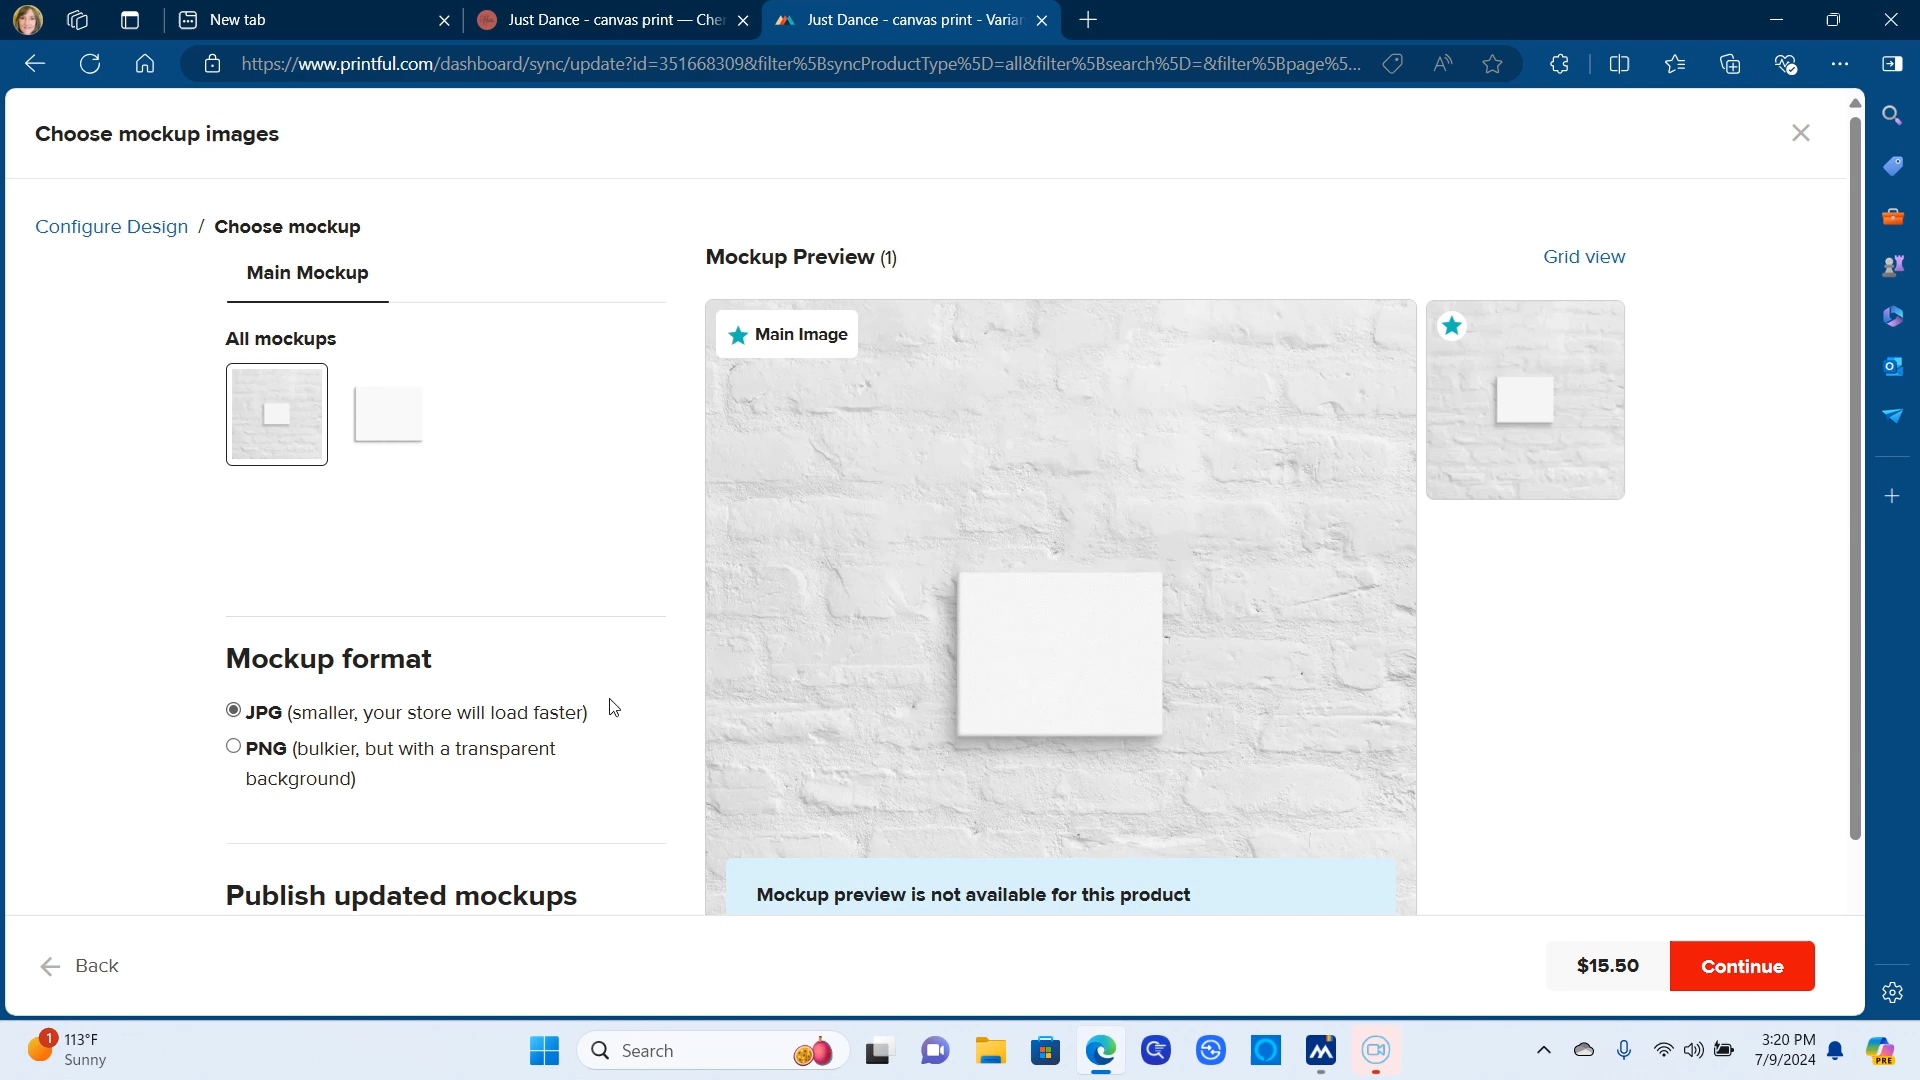 New tab
Just Dance - canvas print — Che
Just Dance - canvas print - Varian
https://www.printful.com/dashboard/sync/update?id=351668309&filter%5BsyncProductType%5D=all&filter%5Bsearch%5D=&filter%5Bpage%5...
Choose mockup images
Configure Design / Choose mockup
Main Mockup
Mockup Preview (1)
Grid view
All mockups
Main Image
Mockup format
JPG (smaller, your store will load faster)
PNG (bulkier, but with a transparent
background)
Publish updated mockups
Mockup preview is not available for this product
Back
$15.50
Continue
1
113°F
Sunny
Search
3:20 PM
7/9/2024
PRE